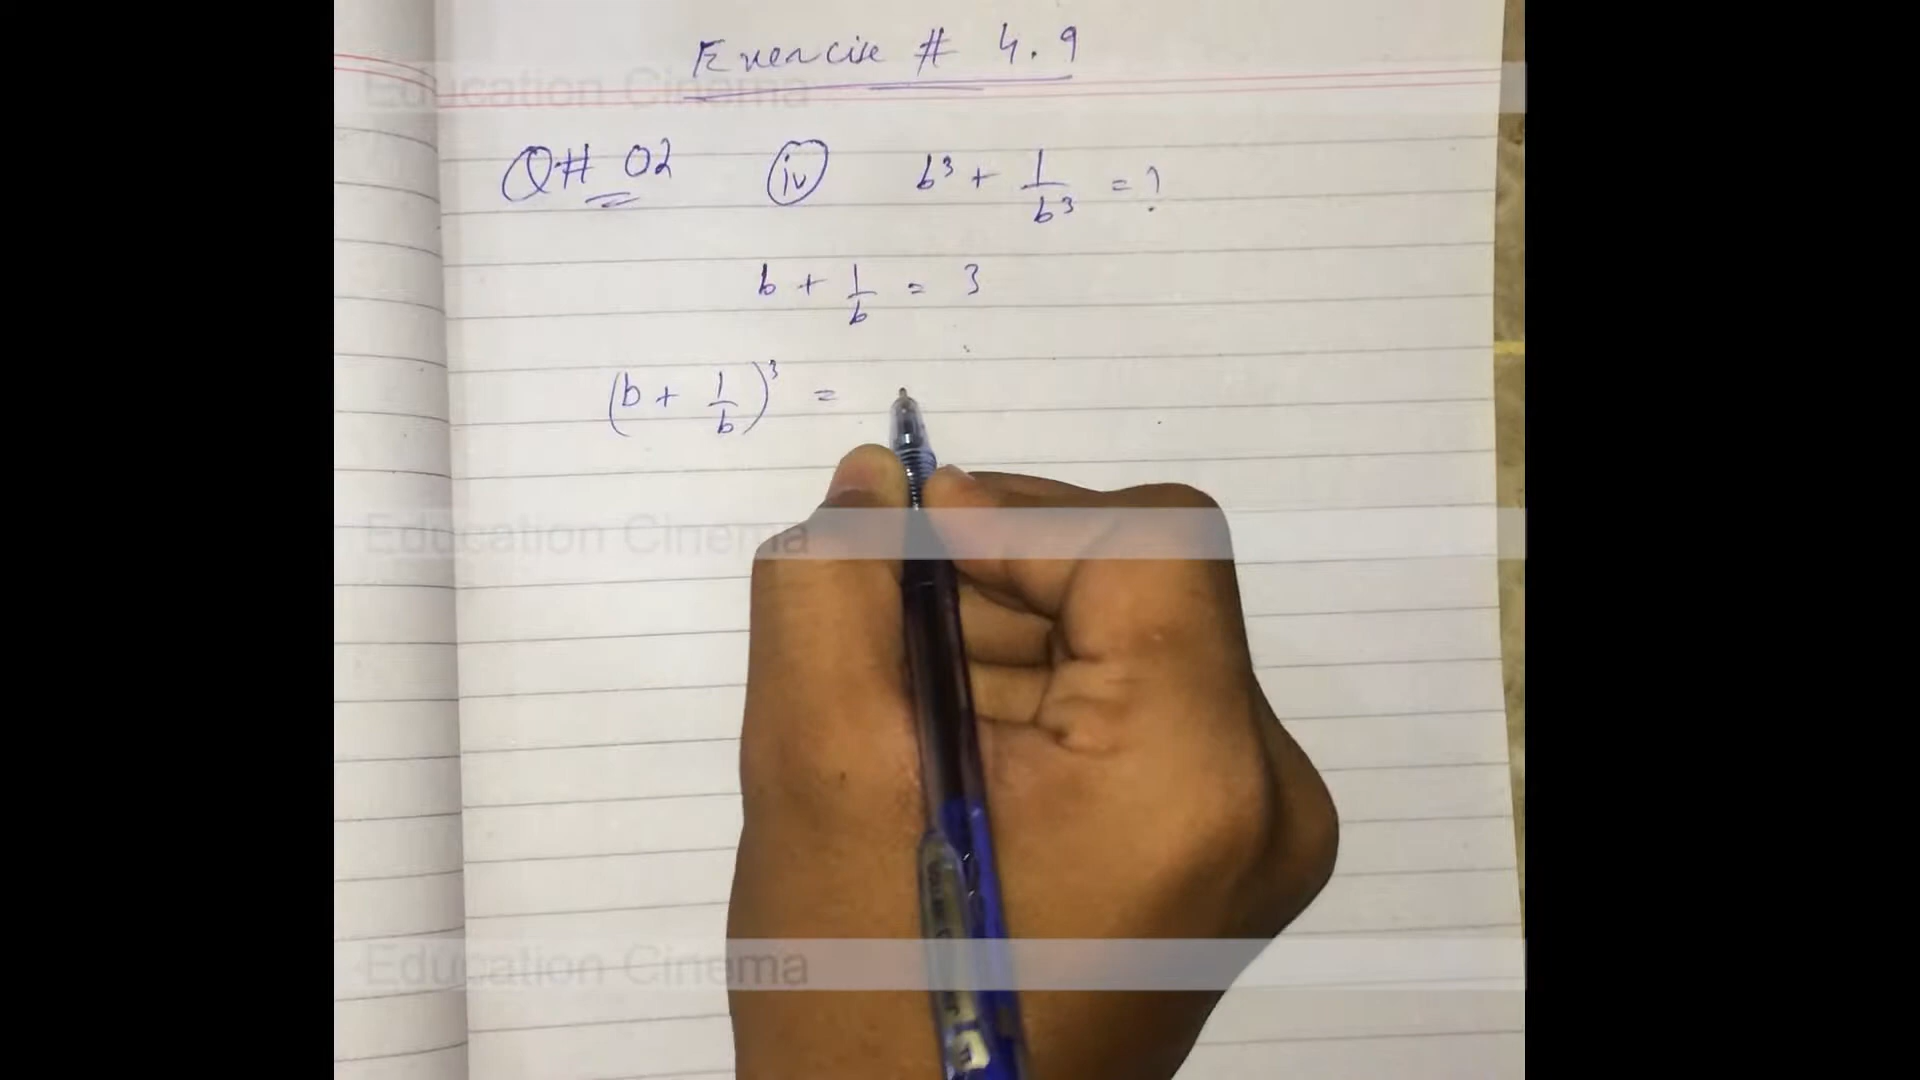 Exercise # 4.9
Q# 02 (iv) b³ + 1/b³ = ?
b + 1/b = 3
(b + 1/b)³ =
Education Cinema
Education Cinema
Education Cinema